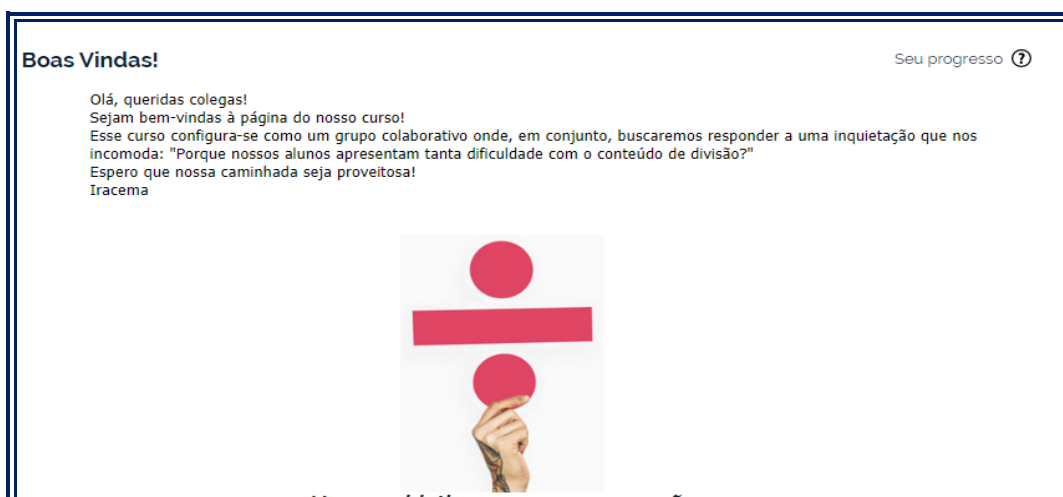 Boas Vindas!
Seu progresso
Olá, queridas colegas!
Sejam bem-vindas à página do nosso curso!
Esse curso configura-se como um grupo colaborativo onde, em conjunto, buscaremos responder a uma inquietação que nos
incomoda: "Porque nossos alunos apresentam tanta dificuldade com o conteúdo de divisão?"
Espero que nossa caminhada seja proveitosa!
Iracema